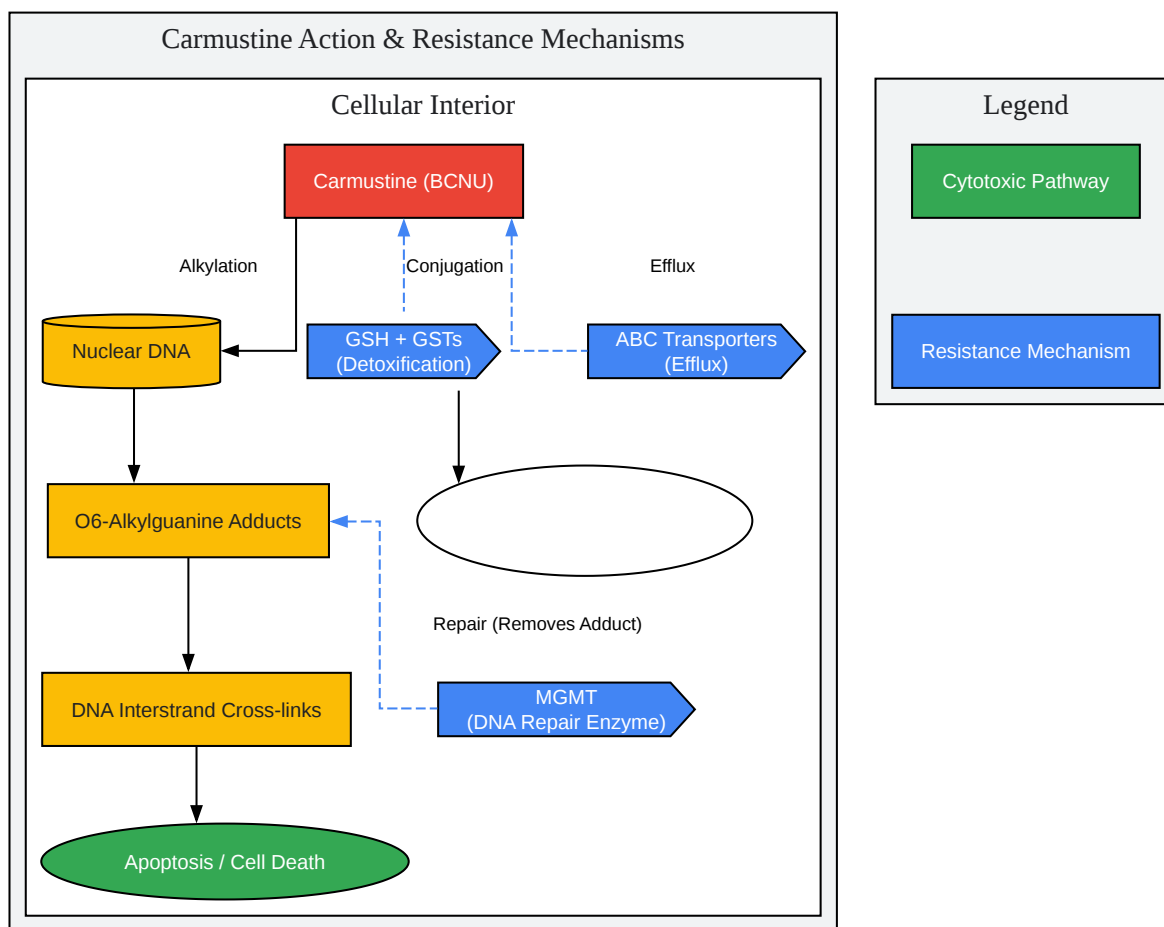 Carmustine Action & Resistance Mechanisms
Cellular Interior
Carmustine (BCNU)
Alkylation
Conjugation
Efflux
Nuclear DNA
GSH + GSTs
(Detoxification)
ABC Transporters
(Efflux)
O6-Alkylguanine Adducts
Repair (Removes Adduct)
DNA Interstrand Cross-links
MGMT
(DNA Repair Enzyme)
Apoptosis / Cell Death
Legend
Cytotoxic Pathway
Resistance Mechanism